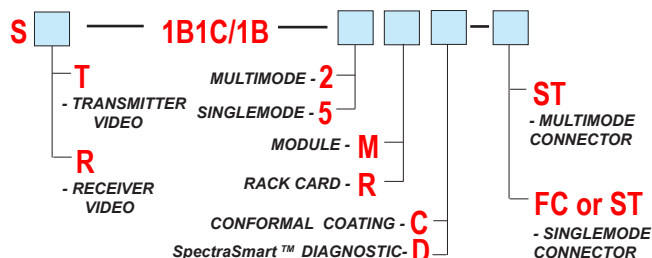 S 1B1C/1B -
T
- TRANSMITTER
VIDEO
R
- RECEIVER
VIDEO
MULTIMODE - 2
SINGLEMODE - 5
MODULE - M
RACK CARD - R
CONFORMAL COATING - C
SpectraSmart ™ DIAGNOSTIC- D
ST
- MULTIMODE
CONNECTOR
FC or ST
- SINGLEMODE
CONNECTOR